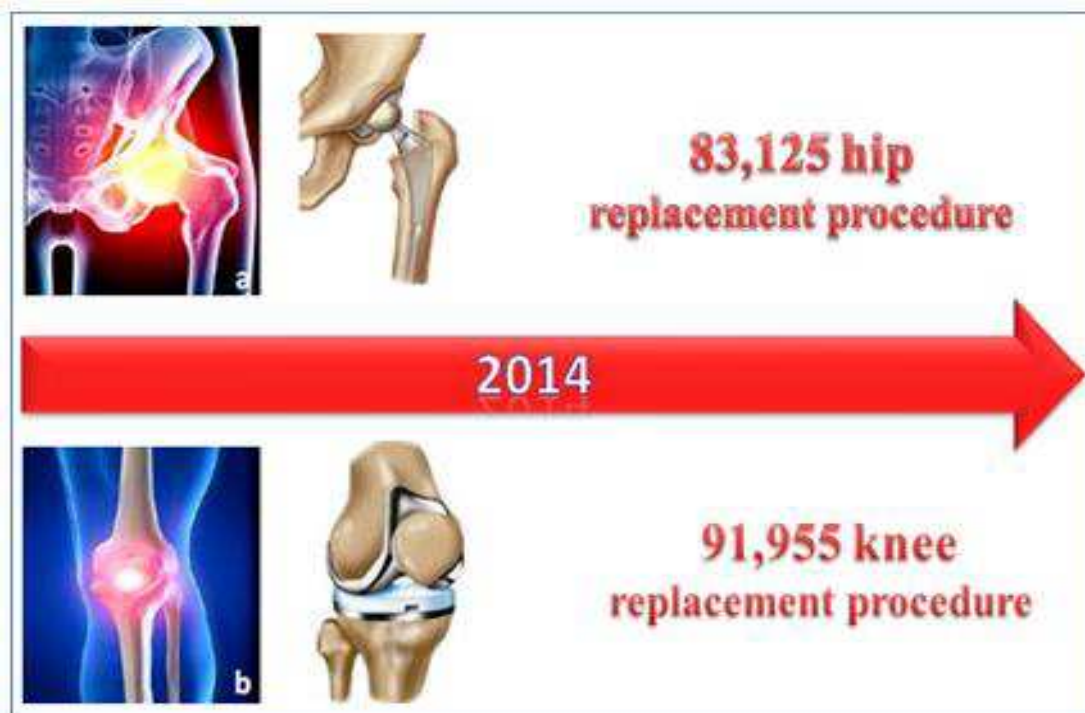 83,125 hip
replacement procedure
a
2014
91,955 knee
replacement procedure
b